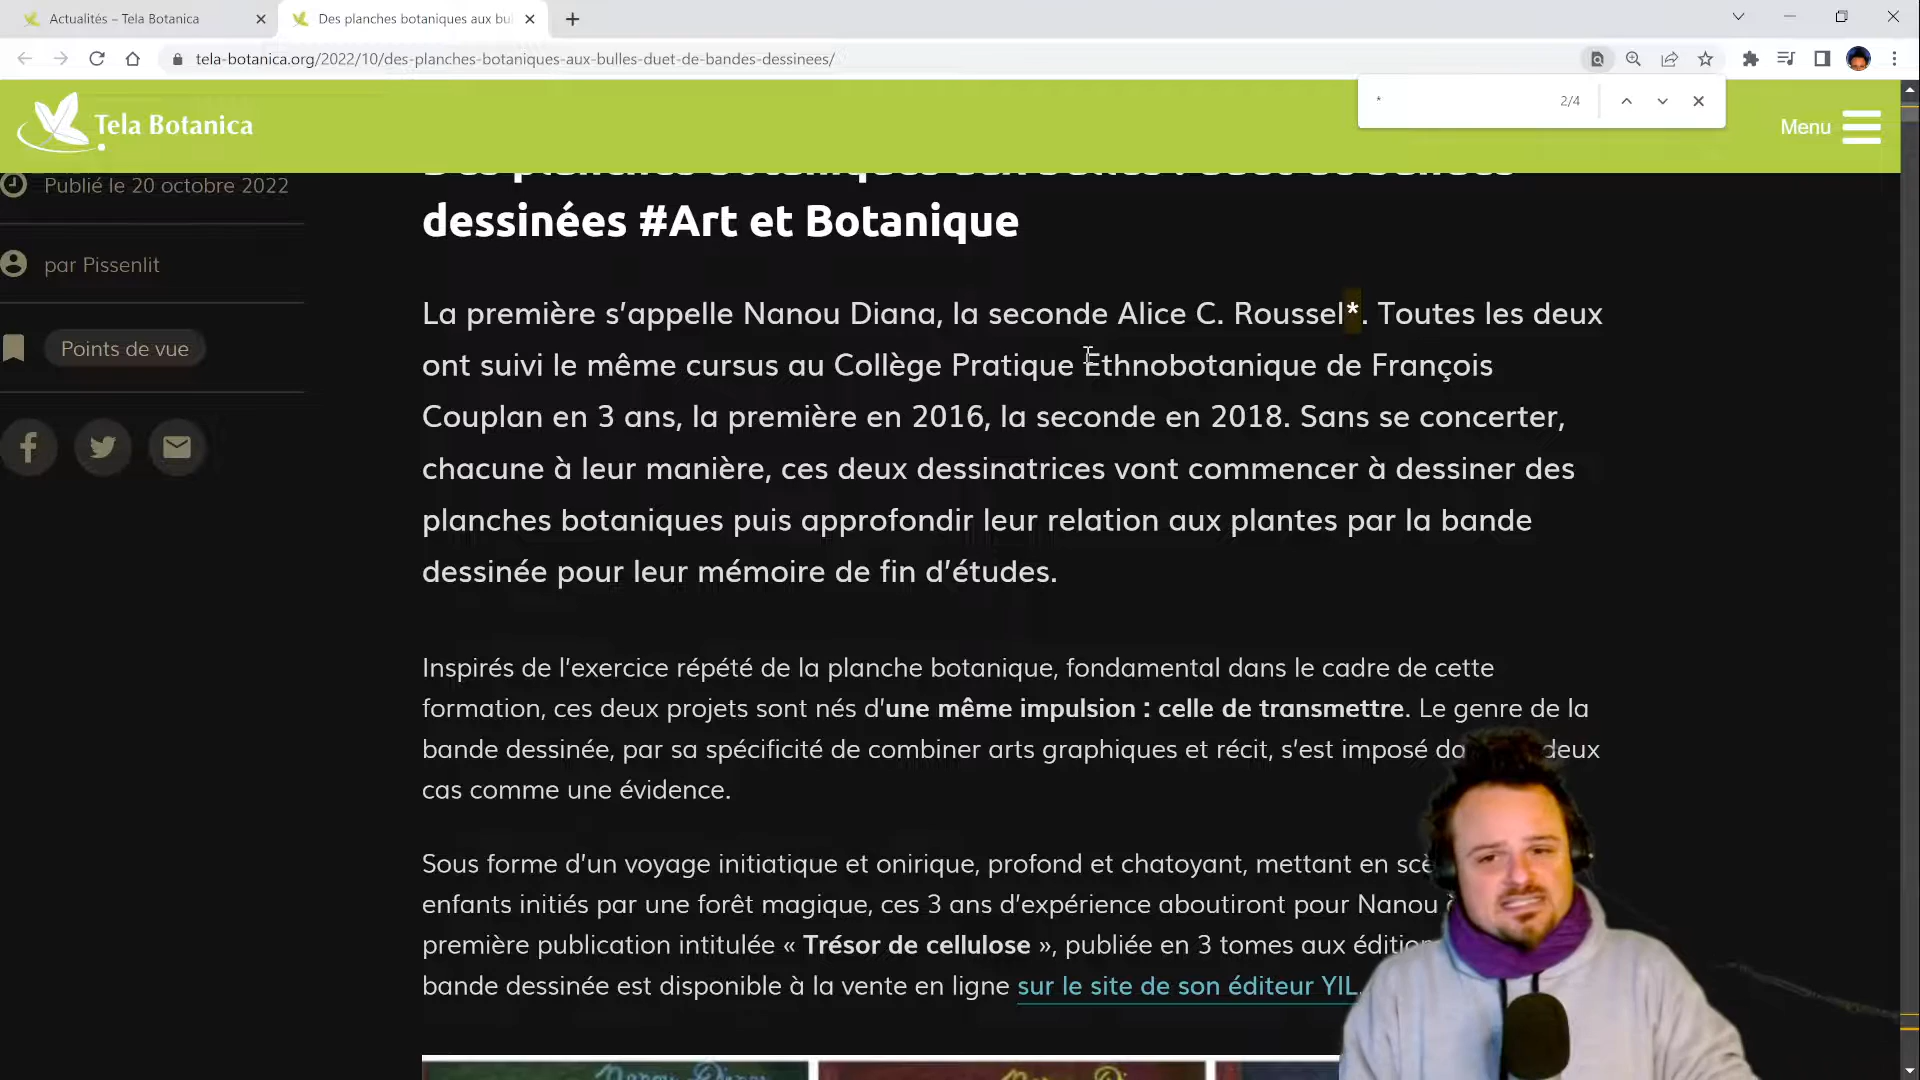 Actualités – Tela Botanica
Des planches botaniques aux bul
tela-botanica.org/2022/10/des-planches-botaniques-aux-bulles-duet-de-bandes-dessinees/
*
2/4
Tela Botanica
Menu
Publié le 20 octobre 2022
par Pissenlit
Points de vue
dessinées #Art et Botanique
La première s’appelle Nanou Diana, la seconde Alice C. Roussel*. Toutes les deux
ont suivi le même cursus au Collège Pratique Ethnobotanique de François
Couplan en 3 ans, la première en 2016, la seconde en 2018. Sans se concerter,
chacune à leur manière, ces deux dessinatrices vont commencer à dessiner des
planches botaniques puis approfondir leur relation aux plantes par la bande
dessinée pour leur mémoire de fin d’études.
Inspirés de l’exercice répété de la planche botanique, fondamental dans le cadre de cette
formation, ces deux projets sont nés d’une même impulsion : celle de transmettre. Le genre de la
bande dessinée, par sa spécificité de combiner arts graphiques et récit, s’est imposé deux
cas comme une évidence.
Sous forme d’un voyage initiatique et onirique, profond et chatoyant, mettant en
enfants initiés par une forêt magique, ces 3 ans d’expérience aboutiront pour Nanou
première publication intitulée « Trésor de cellulose », publiée en 3 tomes aux
bande dessinée est disponible à la vente en ligne sur le site de son éditeur YIL